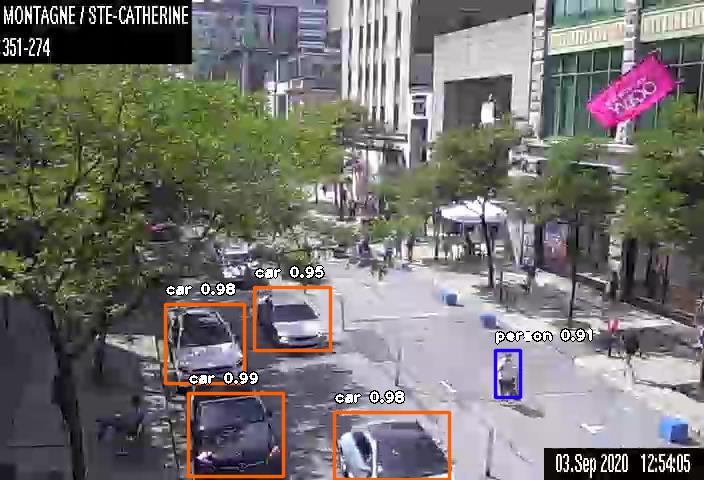 MONTAGNE / STE-CATHERINE
351-274
car 0.95
car 0.98
person 0.91
car 0.99
car 0.98
03.Sep 2020 12:54:05